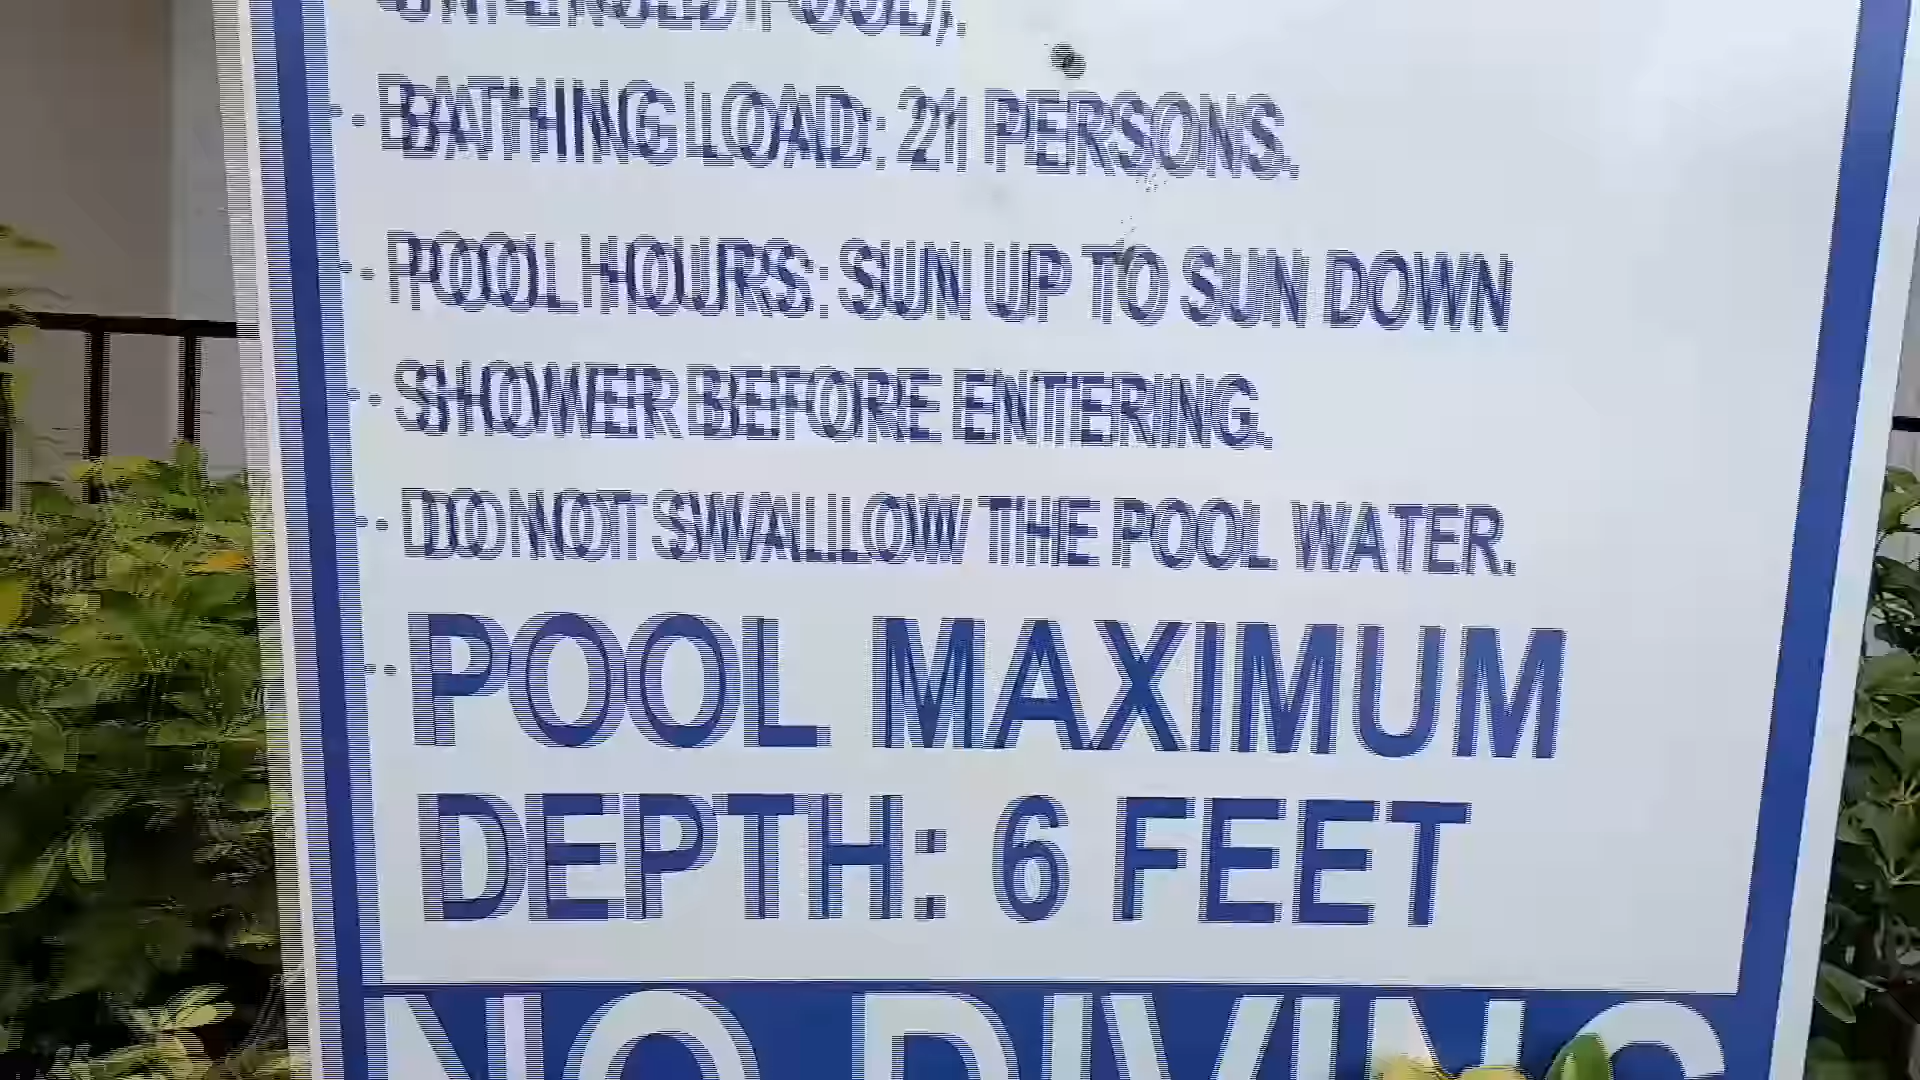 POOL).
• BATHING LOAD: 21 PERSONS.
• POOL HOURS: SUN UP TO SUN DOWN
• SHOWER BEFORE ENTERING.
• DO NOT SWALLOW THE POOL WATER.
• POOL MAXIMUM
DEPTH: 6 FEET
NO DIVING